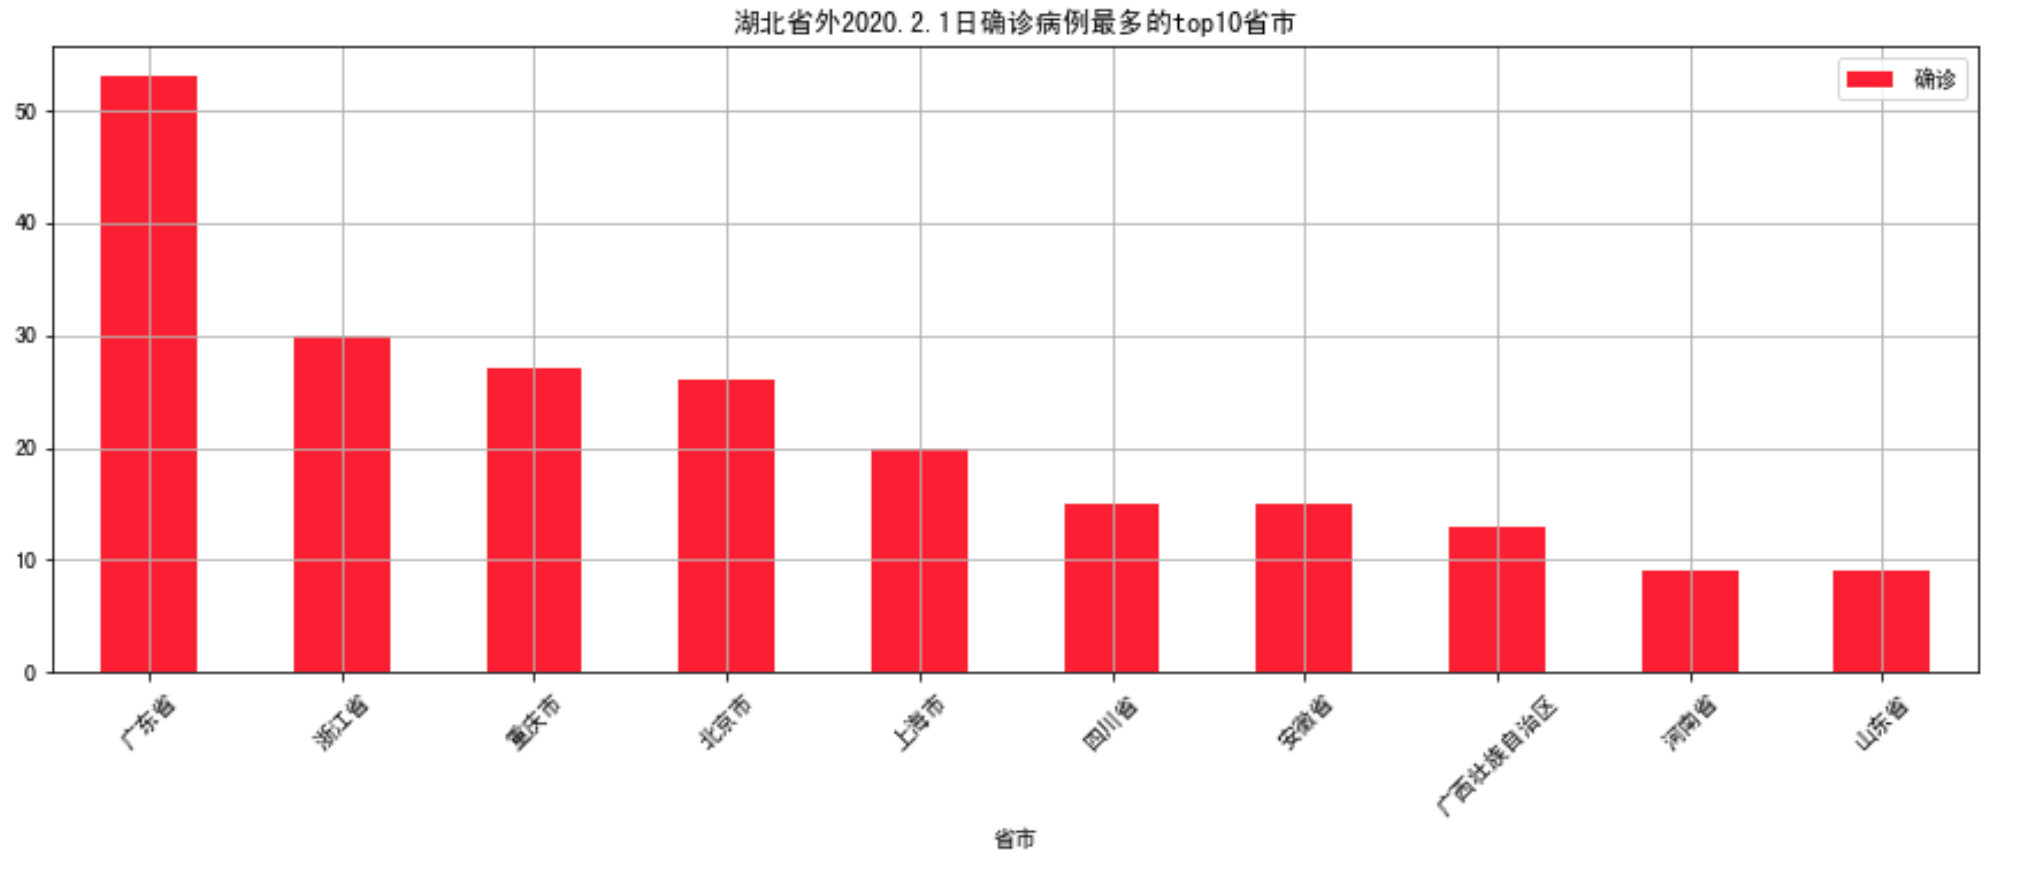 湖北省外2020.2.1日确诊病例最多的top10省市
确诊
50
40
30
20
10
0
广东省
浙江省
重庆市
北京市
上海市
四川省
安徽省
广西壮族自治区
河南省
山东省
省市